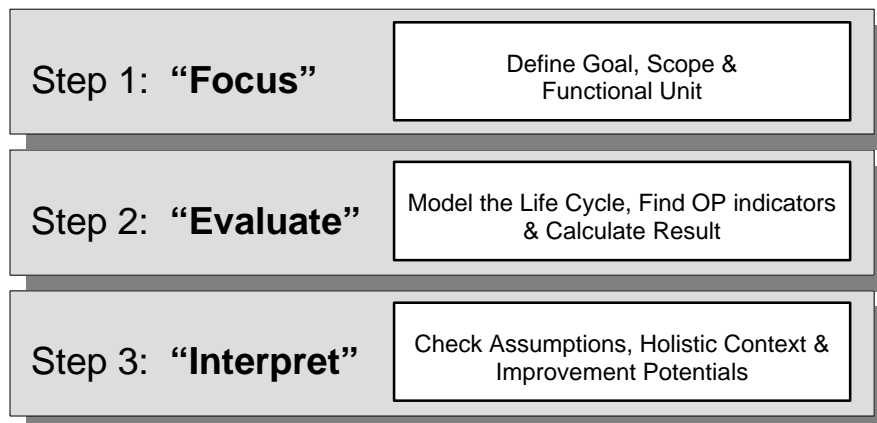 Step 1: “Focus”
Define Goal, Scope &
Functional Unit
Step 2: “Evaluate”
Model the Life Cycle, Find OP indicators
& Calculate Result
Step 3: “Interpret”
Check Assumptions, Holistic Context &
Improvement Potentials